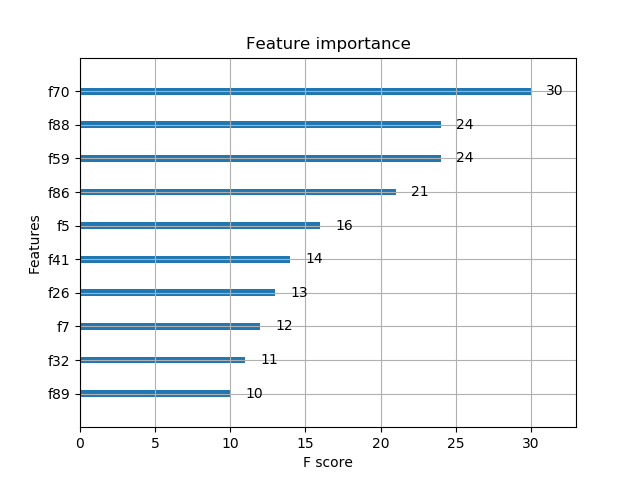 Feature importance
f70 30
f88 24
f59 24
f86 21
f5 16
f41 14
f26 13
f7 12
f32 11
f89 10
Features
0 5 10 15 20 25 30
F score